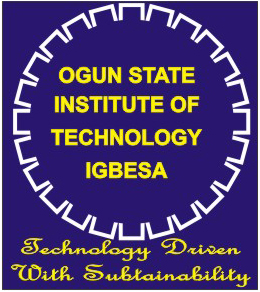 OGUN STATE
INSTITUTE OF
TECHNOLOGY
IGBESA
Technology Driven
With Subtainability